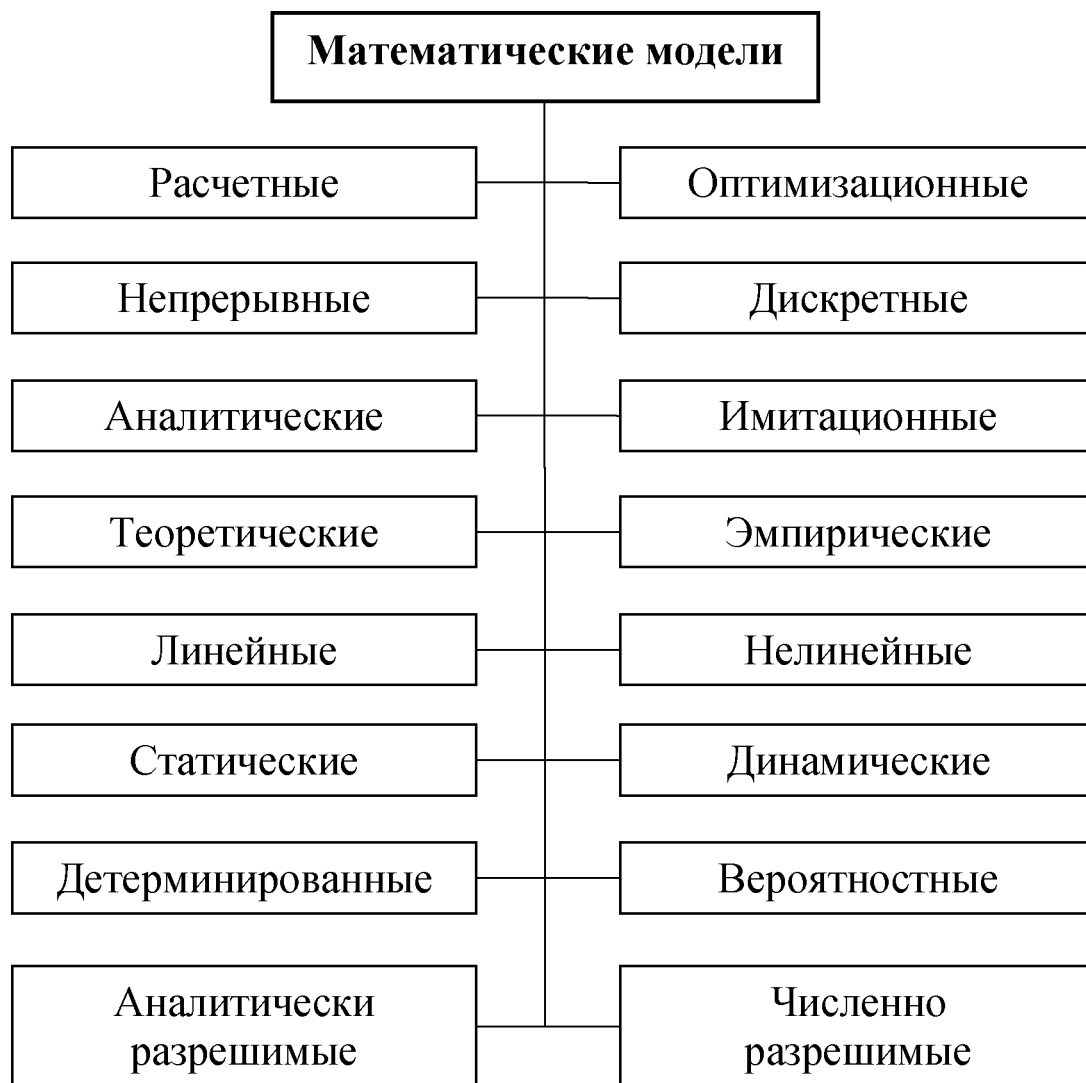 Математические модели
Расчетные
Оптимизационные
Непрерывные
Дискретные
Аналитические
Имитационные
Теоретические
Эмпирические
Линейные
Нелинейные
Статические
Динамические
Детерминированные
Вероятностные
Аналитически
разрешимые
Численно
разрешимые